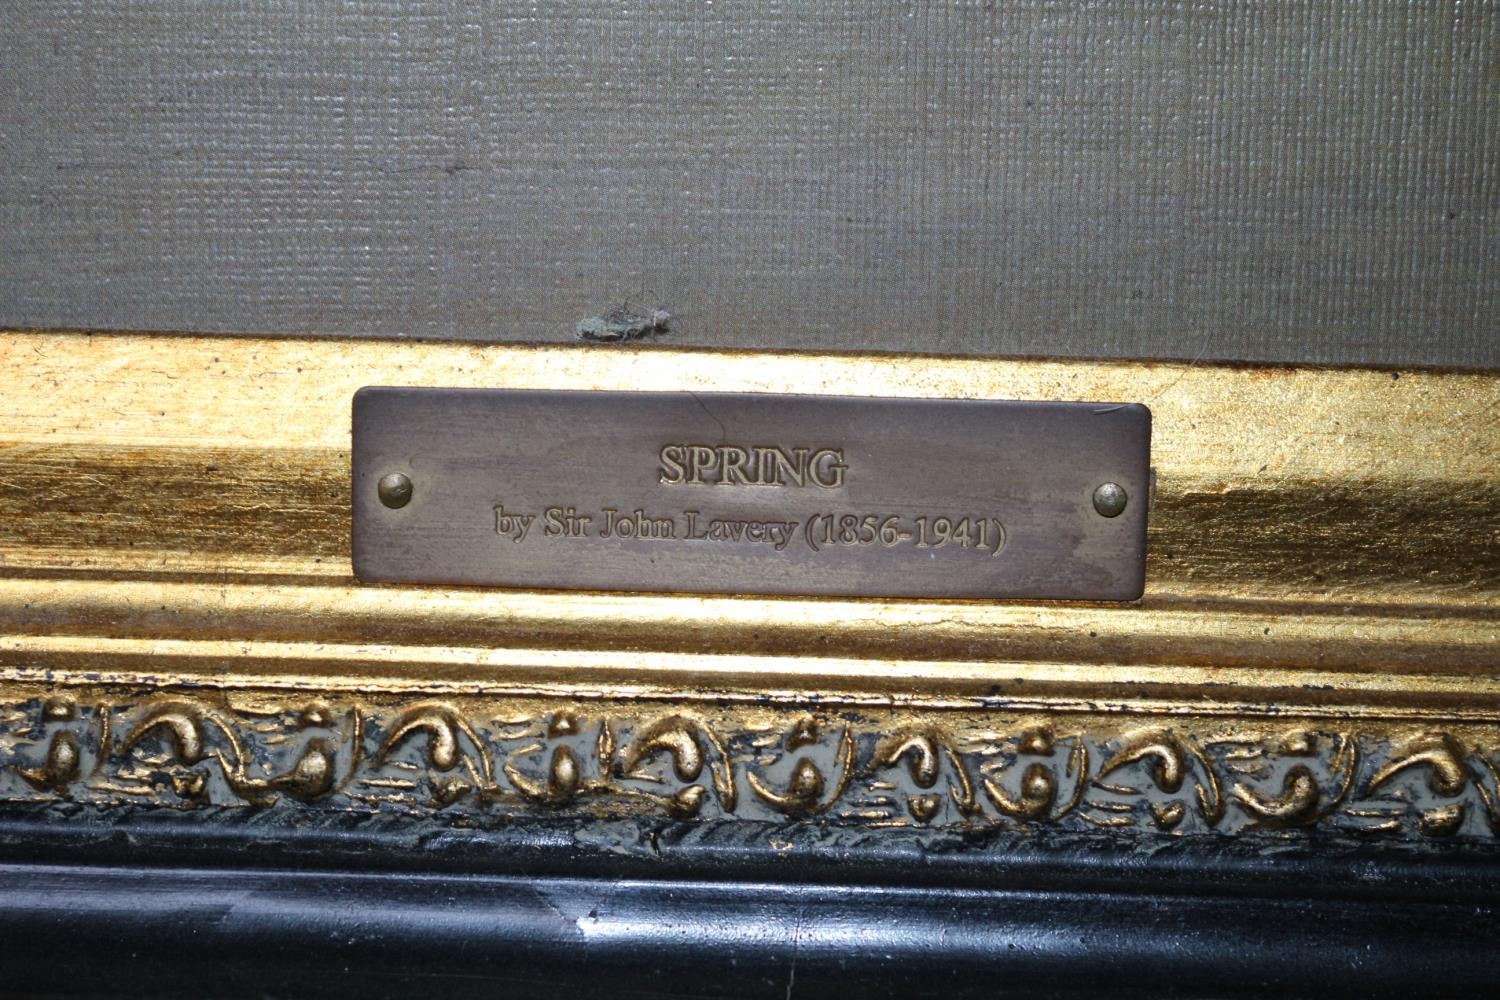 SPRING
by Sir John Lavery (1856-1941)